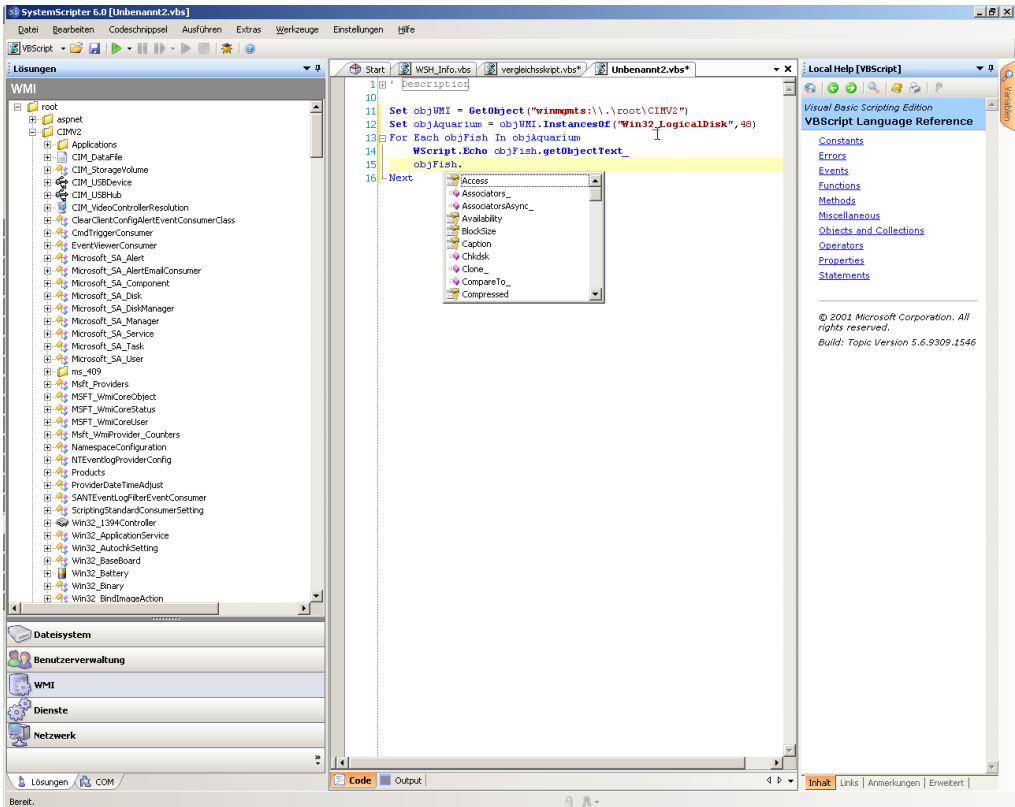 SystemScripter 6.0 [Unbenannt2.vbs]
Datei Bearbeiten Codeschnippsel Ausführen Extras Werkzeuge Einstellungen Hilfe
VBScript
Lösungen
WMI
root
aspnet
CIMV2
Applications
CIM_DataFile
CIM_StorageVolume
CIM_USBDevice
CIM_USBHub
CIM_VideoControllerResolution
ClearClientConfigAlertEventConsumerClass
CmdTriggerConsumer
EventViewerConsumer
Microsoft_SA_Alert
Microsoft_SA_AlertEmailConsumer
Microsoft_SA_Component
Microsoft_SA_Disk
Microsoft_SA_DiskManager
Microsoft_SA_Manager
Microsoft_SA_Service
Microsoft_SA_Task
Microsoft_SA_User
ms_409
Msft_Providers
MSFT_WmiCoreObject
MSFT_WmiCoreStatus
MSFT_WmiCoreUser
Msft_WmiProvider_Counters
NamespaceConfiguration
NTEventlogProviderConfig
Products
ProviderDateTimeAdjust
SANTEventLogFilterEventConsumer
ScriptingStandardConsumerSetting
Win32_1394Controller
Win32_ApplicationService
Win32_AutochkSetting
Win32_BaseBoard
Win32_Battery
Win32_Binary
Win32_BindImageAction
Dateisystem
Benutzerverwaltung
WMI
Dienste
Netzwerk
Lösungen COM
Bereit.
Start WSH_Info.vbs vergleichsskript.vbs* Unbenannt2.vbs*
1 ' Description
10
11 Set objWMI = GetObject("winmgmts:\\.\root\CIMV2")
12 Set objAquarium = objWMI.InstancesOf("Win32_LogicalDisk",48)
13 For Each objFish In objAquarium
14 WScript.Echo objFish.getObjectText_
15 objFish.
16 Next
Access
Associators_
AssociatorsAsync_
Availability
BlockSize
Caption
Chkdsk
Clone_
CompareTo_
Compressed
Code Output
Local Help [VBScript]
Visual Basic Scripting Edition
VBScript Language Reference
Constants
Errors
Events
Functions
Methods
Miscellaneous
Objects and Collections
Operators
Properties
Statements
© 2001 Microsoft Corporation. All
rights reserved.
Build: Topic Version 5.6.9309.1546
Inhalt Links Anmerkungen Erweitert
Variablen